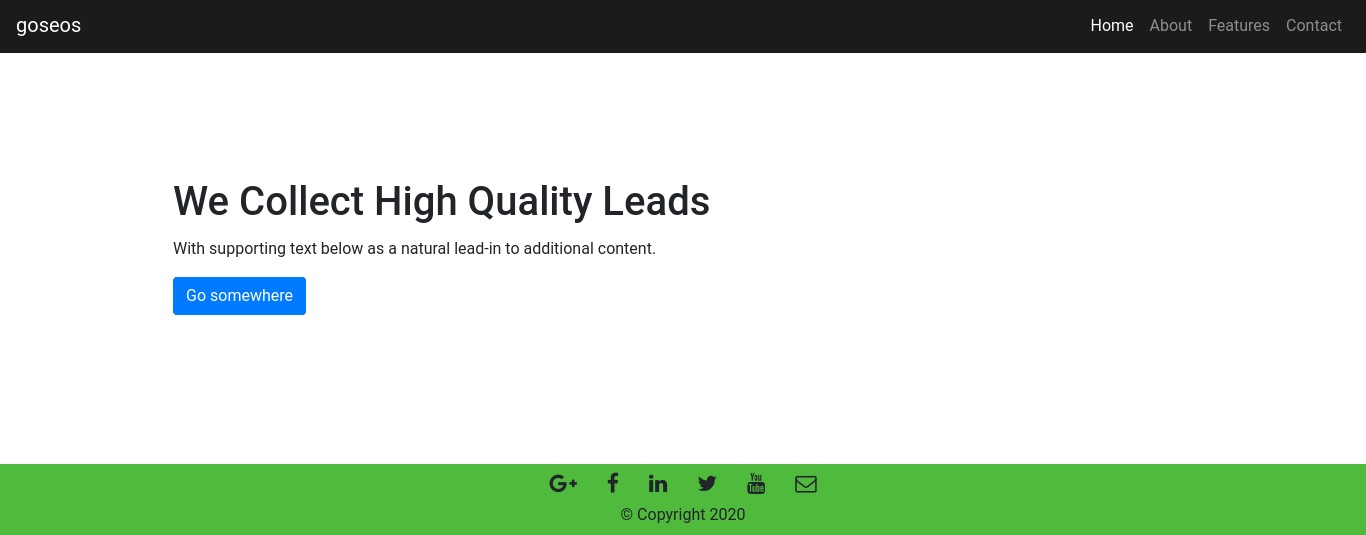 goseos Home About Features Contact
We Collect High Quality Leads
With supporting text below as a natural lead-in to additional content.
Go somewhere
G+ f in You Tube
© Copyright 2020